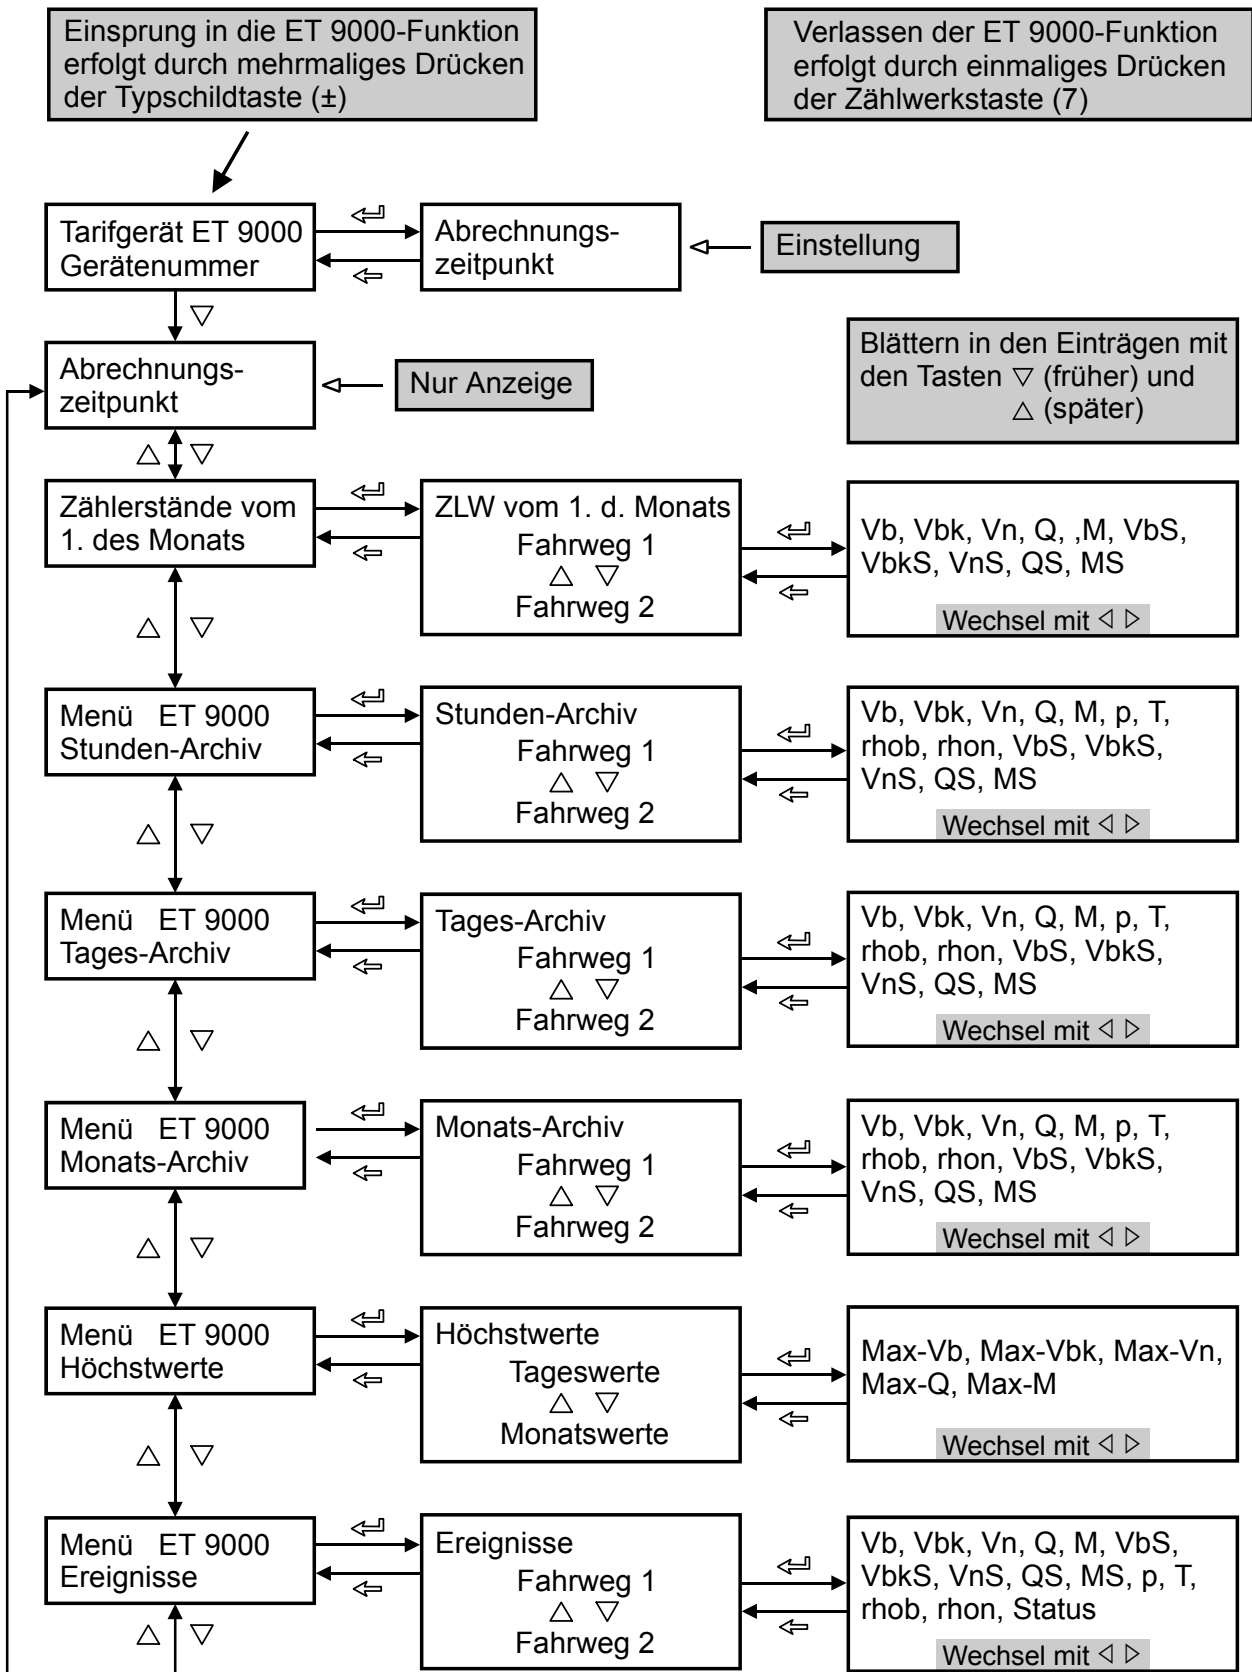 Einsprung in die ET 9000-Funktion
erfolgt durch mehrmaliges Drücken
der Typschildtaste (±)
Verlassen der ET 9000-Funktion
erfolgt durch einmaliges Drücken
der Zählwerkstaste (7)
Tarifgerät ET 9000
Gerätenummer
Abrechnungs-
zeitpunkt
Einstellung
Abrechnungs-
zeitpunkt
Nur Anzeige
Blättern in den Einträgen mit
den Tasten ▽ (früher) und
△ (später)
Zählerstände vom
1. des Monats
ZLW vom 1. d. Monats
Fahrweg 1
△ ▽
Fahrweg 2
Vb, Vbk, Vn, Q, ,M, VbS,
VbkS, VnS, QS, MS
Wechsel mit ◁ ▷
Menü ET 9000
Stunden-Archiv
Stunden-Archiv
Fahrweg 1
△ ▽
Fahrweg 2
Vb, Vbk, Vn, Q, M, p, T,
rhob, rhon, VbS, VbkS,
VnS, QS, MS
Wechsel mit ◁ ▷
Menü ET 9000
Tages-Archiv
Tages-Archiv
Fahrweg 1
△ ▽
Fahrweg 2
Vb, Vbk, Vn, Q, M, p, T,
rhob, rhon, VbS, VbkS,
VnS, QS, MS
Wechsel mit ◁ ▷
Menü ET 9000
Monats-Archiv
Monats-Archiv
Fahrweg 1
△ ▽
Fahrweg 2
Vb, Vbk, Vn, Q, M, p, T,
rhob, rhon, VbS, VbkS,
VnS, QS, MS
Wechsel mit ◁ ▷
Menü ET 9000
Höchstwerte
Höchstwerte
Tageswerte
△ ▽
Monatswerte
Max-Vb, Max-Vbk, Max-Vn,
Max-Q, Max-M
Wechsel mit ◁ ▷
Menü ET 9000
Ereignisse
Ereignisse
Fahrweg 1
△ ▽
Fahrweg 2
Vb, Vbk, Vn, Q, M, VbS,
VbkS, VnS, QS, MS, p, T,
rhob, rhon, Status
Wechsel mit ◁ ▷